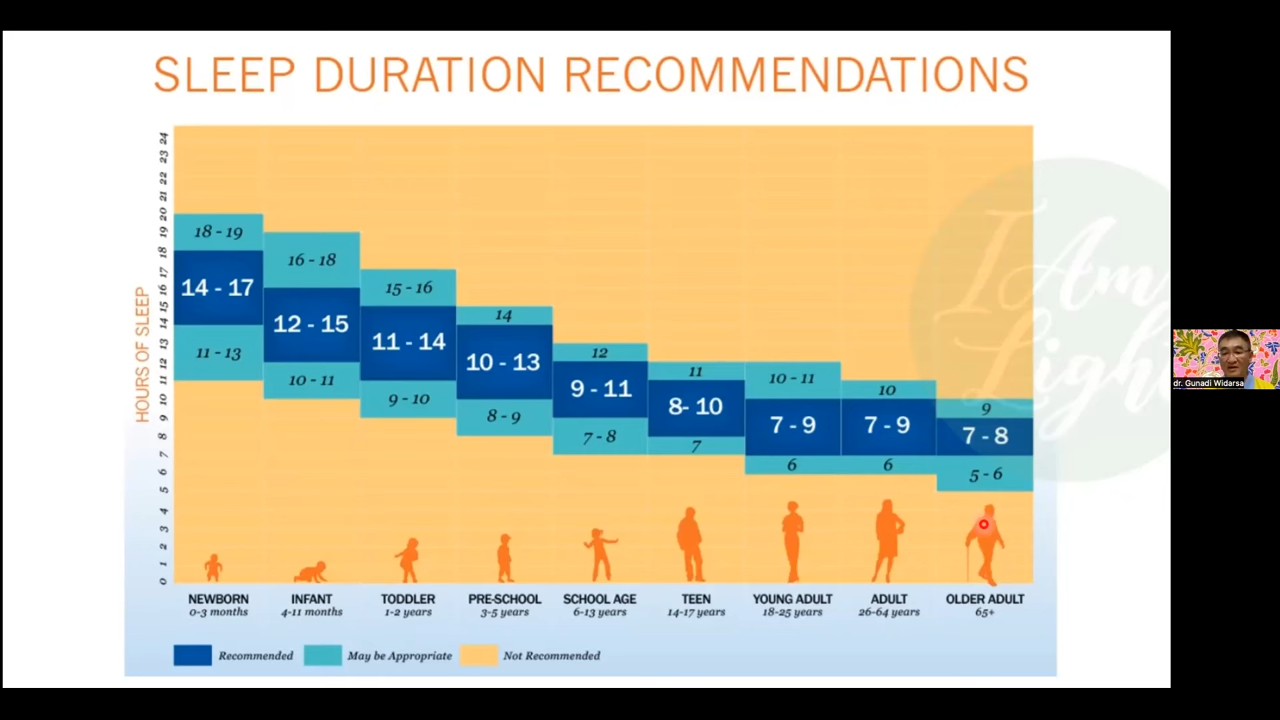 SLEEP DURATION RECOMMENDATIONS
HOURS OF SLEEP
24
23
22
21
20
19
18
17
16
15
14
13
12
11
10
9
8
7
6
5
4
3
2
1
0
18 - 19
14 - 17
11 - 13
16 - 18
12 - 15
10 - 11
15 - 16
11 - 14
9 - 10
14
10 - 13
8 - 9
12
9 - 11
7 - 8
11
8- 10
7
10 - 11
7 - 9
6
10
7 - 9
6
9
7 - 8
5 - 6
NEWBORN
0-3 months
INFANT
4-11 months
TODDLER
1-2 years
PRE-SCHOOL
3-5 years
SCHOOL AGE
6-13 years
TEEN
14-17 years
YOUNG ADULT
18-25 years
ADULT
26-64 years
OLDER ADULT
65+
Recommended May be Appropriate Not Recommended
I Am
Light
dr. Gunadi Widarsa